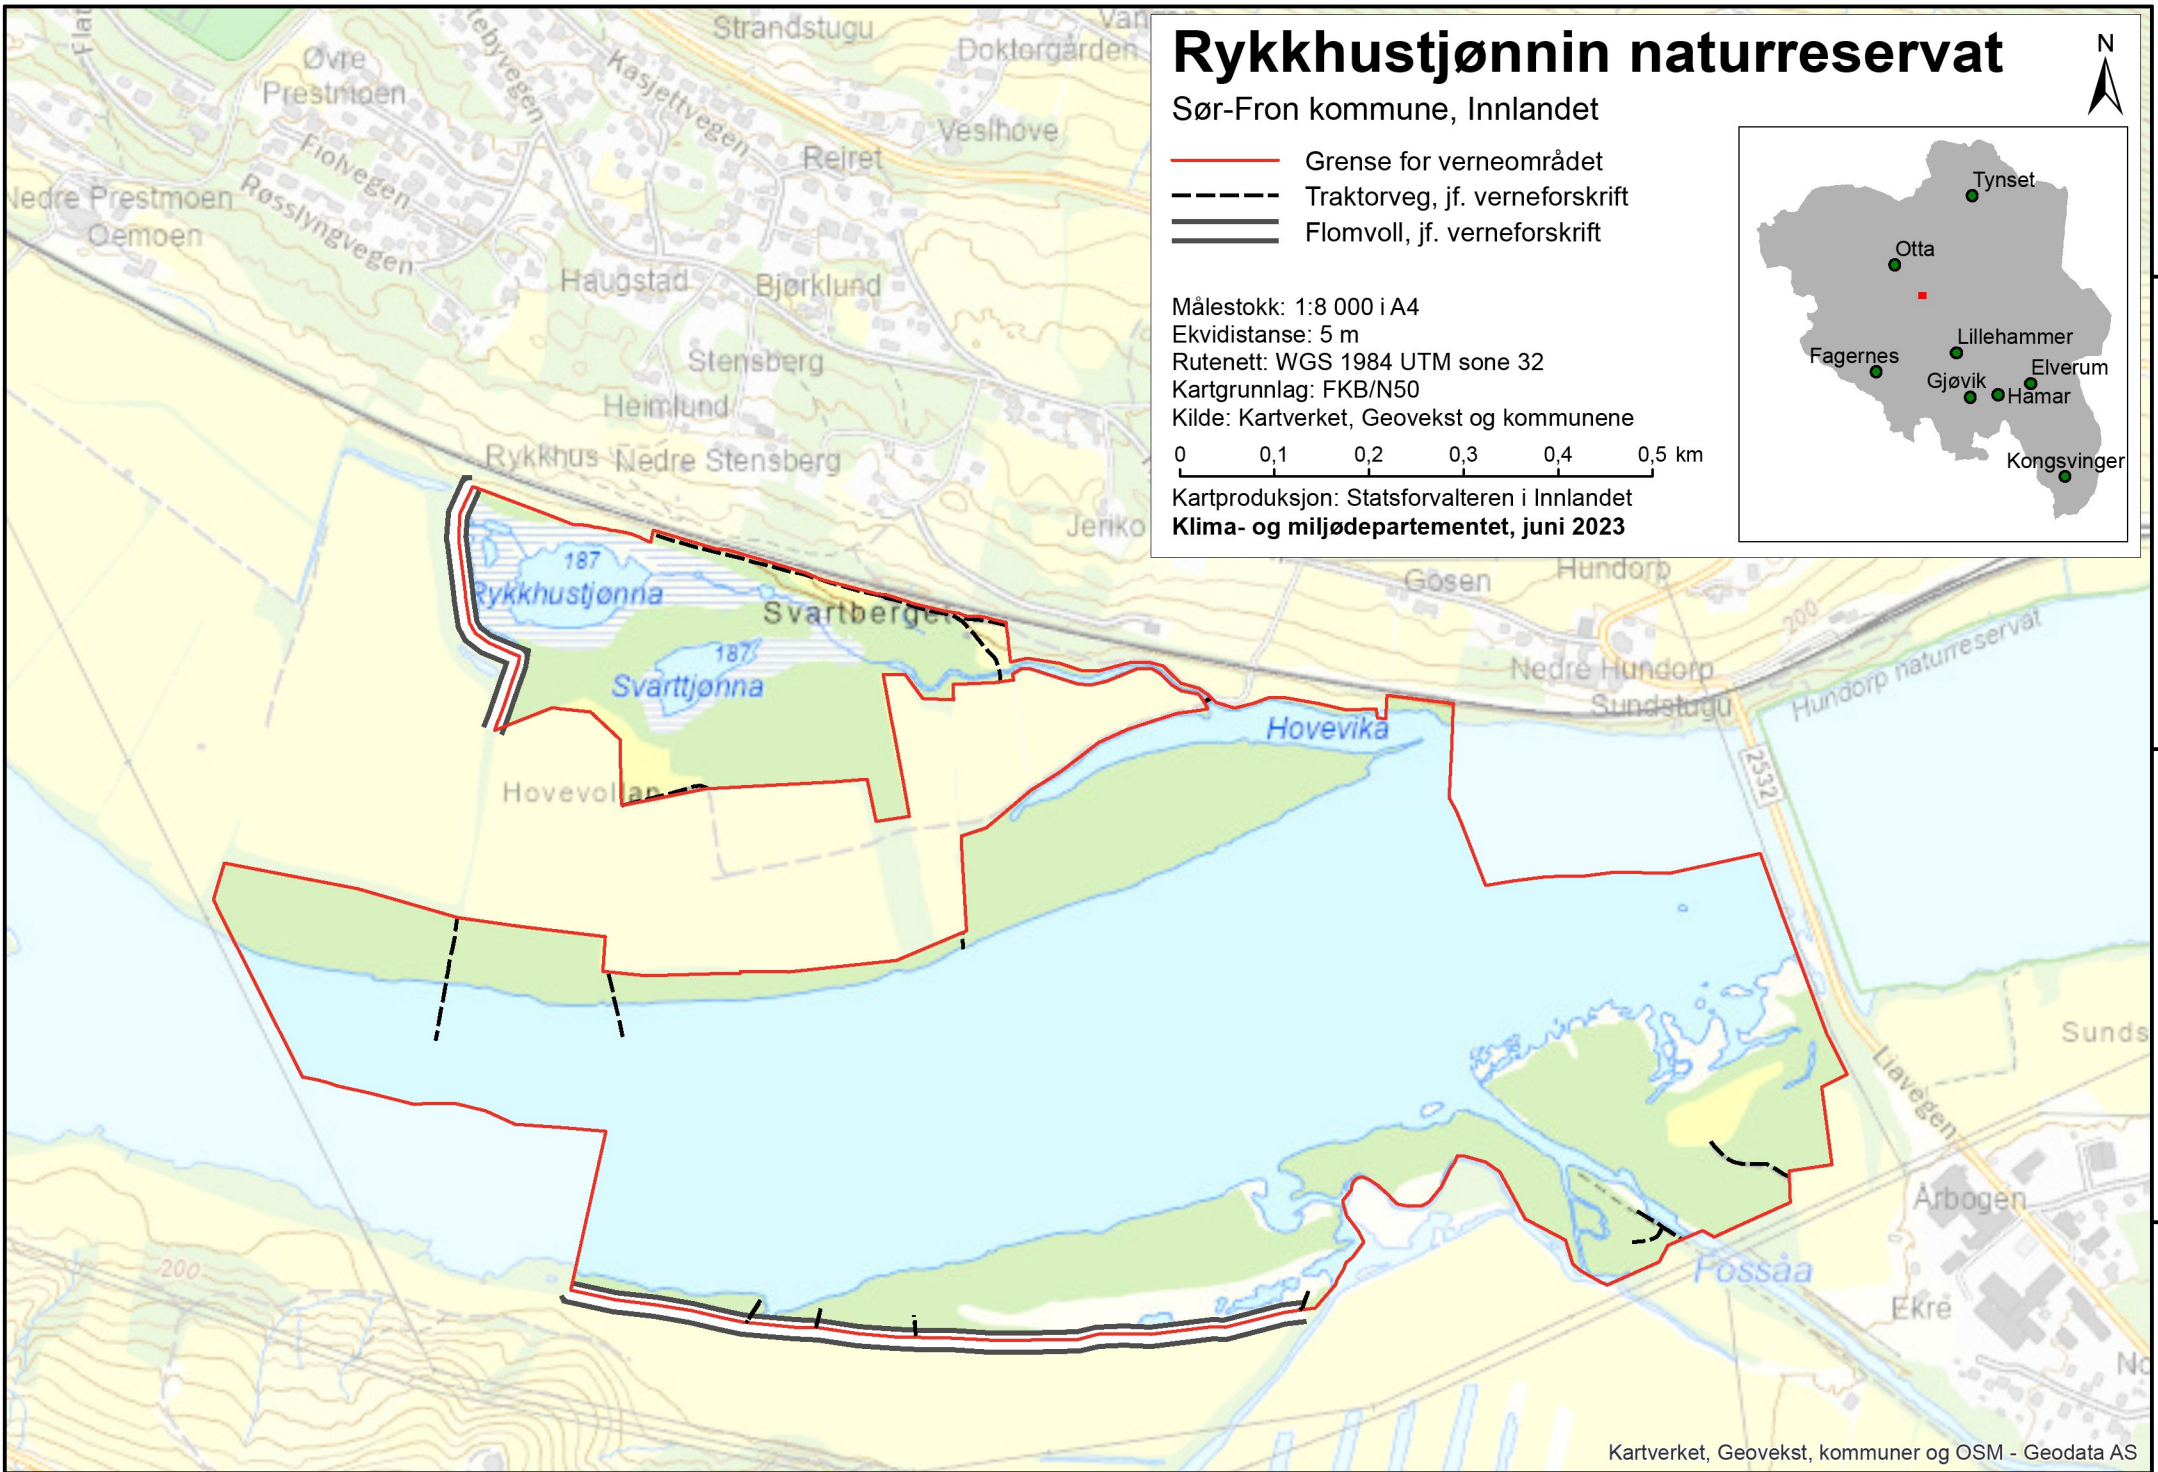 Rykkhustjønnin naturreservat
Sør-Fron kommune, Innlandet
Grense for verneområdet
Traktorveg, jf. verneforskrift
Flomvoll, jf. verneforskrift
Målestokk: 1:8 000 i A4
Ekvidistanse: 5 m
Rutenett: WGS 1984 UTM sone 32
Kartgrunnlag: FKB/N50
Kilde: Kartverket, Geovekst og kommunene
0 0,1 0,2 0,3 0,4 0,5 km
Kartproduksjon: Statsforvalteren i Innlandet
Klima- og miljødepartementet, juni 2023
N
Tynset
Otta
Lillehammer
Fagernes
Elverum
Gjøvik
Hamar
Kongsvinger
Strandstugu
Doktorgården
Øvre
Prestmoen
Kasjettvegen
Veslhove
Reiret
Fiolvegen
Røsslyngvegen
Nedre Prestmoen
Oemoen
Haugstad
Bjørklund
Stensberg
Heimlund
Rykkhus
Nedre Stensberg
Jeriko
187
Rykkhustjønna
Svartberget
187
Svarttjønna
Gosen
Hundorp
200
Nedre Hundorp
Sundstugu
Hundorp naturreservat
Hovevika
2532
Hovevollan
Sunds
Liavegen
Årbogen
Fossåa
Ekre
No
200
Kartverket, Geovekst, kommuner og OSM - Geodata AS